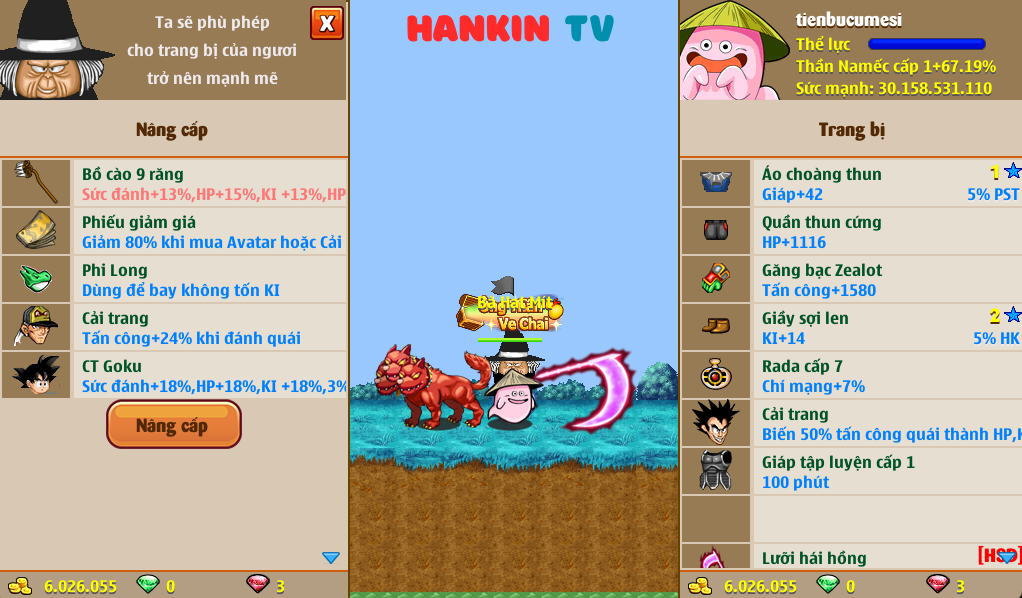 Ta sẽ phù phép
cho trang bị của ngươi
trở nên mạnh mẽ
X
Nâng cấp
Bồ cào 9 răng
Sức đánh+13%,HP+15%,KI +13%,HP
Phiếu giảm giá
Giảm 80% khi mua Avatar hoặc Cải
Phi Long
Dùng để bay không tốn KI
Cải trang
Tấn công+24% khi đánh quái
CT Goku
Sức đánh+18%,HP+18%,KI +18%,3%
Nâng cấp
6.026.055 0 3
HANKIN TV
Bà Hạt Mít
Ve Chai
tienbucumesi
Thể lực
Thần Namếc cấp 1+67.19%
Sức mạnh: 30.158.531.110
Trang bị
Áo choàng thun 1
Giáp+42 5% PST
Quần thun cứng
HP+1116
Găng bạc Zealot
Tấn công+1580
Giầy sợi len 2
KI+14 5% HK
Rada cấp 7
Chí mạng+7%
Cải trang
Biến 50% tấn công quái thành HP,K
Giáp tập luyện cấp 1
100 phút
Lưỡi hái hồng [HSD]
6.026.055 0 3